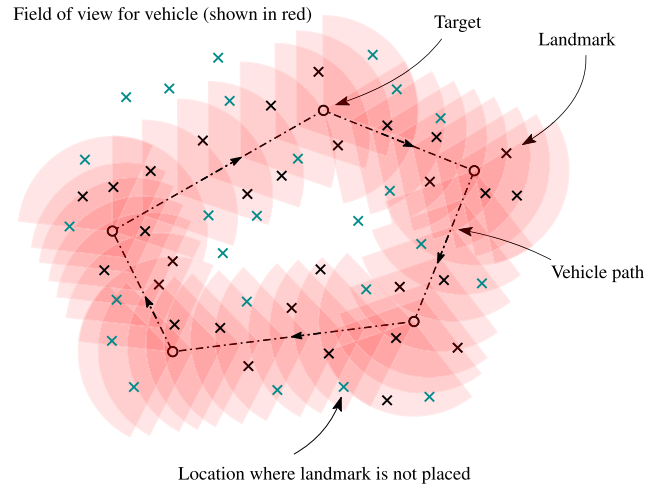 Field of view for vehicle (shown in red)
Target
Landmark
Vehicle path
Location where landmark is not placed